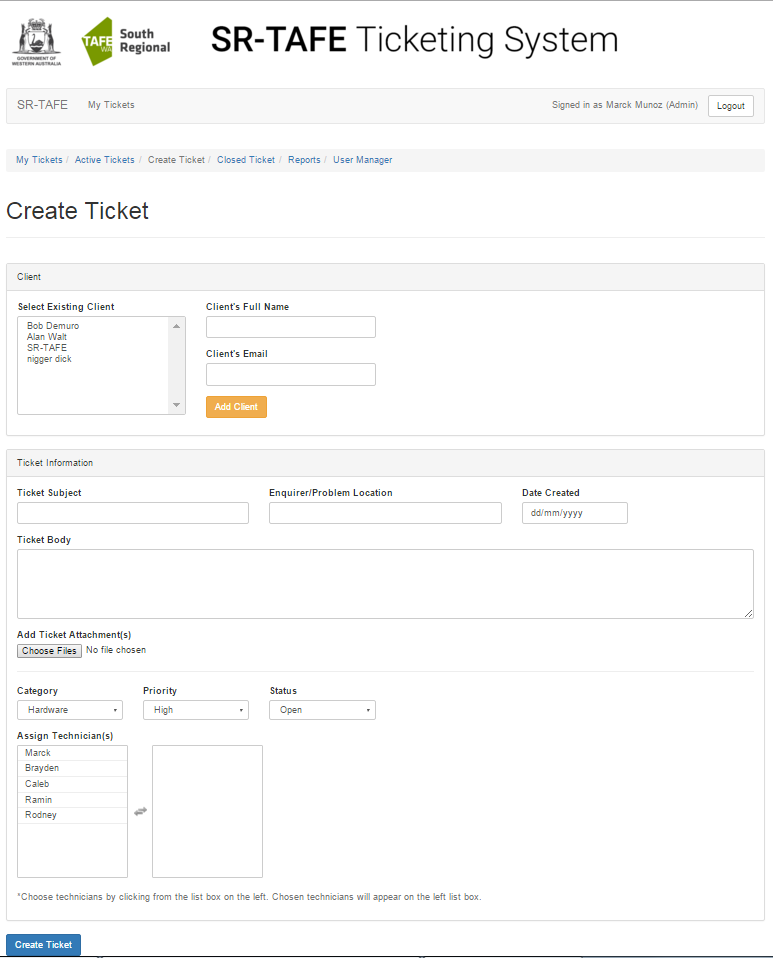 GOVERNMENT OF
WESTERN AUSTRALIA
TAFE
WA
South
Regional
SR-TAFE Ticketing System
SR-TAFE My Tickets Signed in as Marck Munoz (Admin) Logout
My Tickets / Active Tickets / Create Ticket / Closed Ticket / Reports / User Manager
Create Ticket
Client
Select Existing Client
Bob Demuro
Alan Walt
SR-TAFE
nigger dick
Client's Full Name
Client's Email
Add Client
Ticket Information
Ticket Subject Enquirer/Problem Location Date Created
dd/mm/yyyy
Ticket Body
Add Ticket Attachment(s)
Choose Files No file chosen
Category Priority Status
Hardware High Open
Assign Technician(s)
Marck
Brayden
Caleb
Ramin
Rodney
*Choose technicians by clicking from the list box on the left. Chosen technicians will appear on the left list box.
Create Ticket